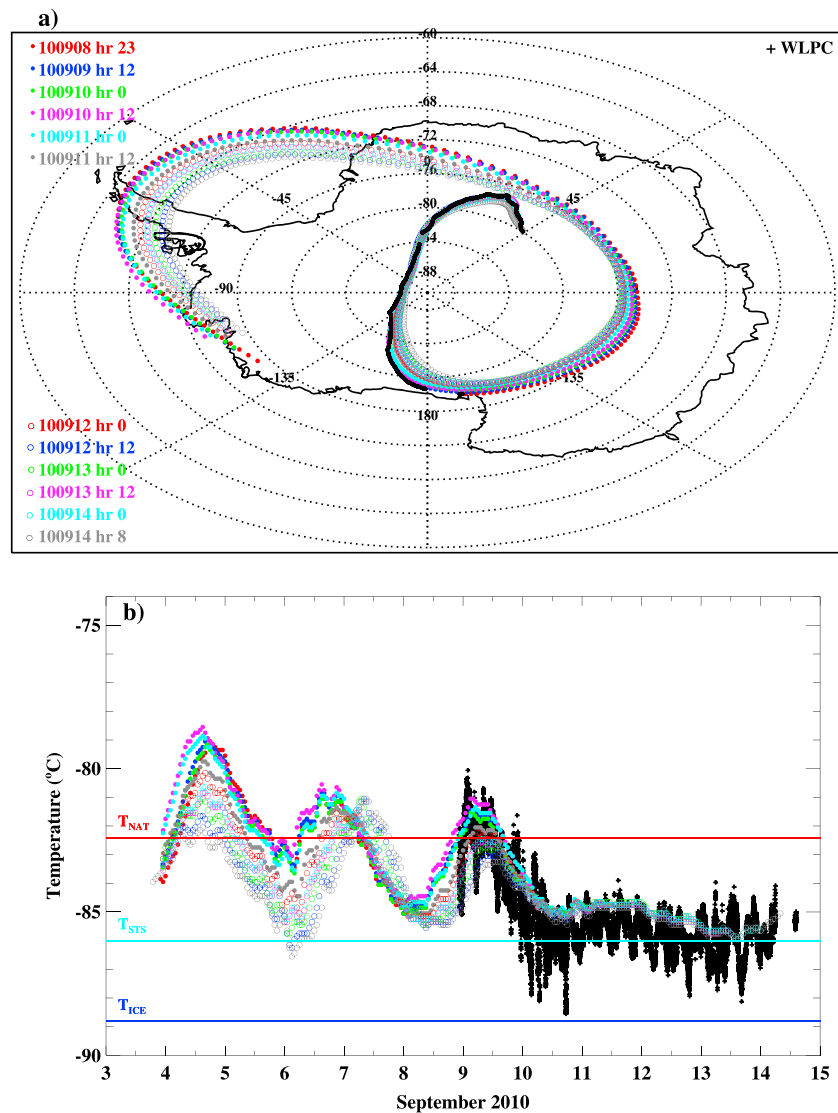 a)
100908 hr 23
100909 hr 12
100910 hr 0
100910 hr 12
100911 hr 0
100911 hr 12
+ WLPC
-60
-64
-68
-72
-76
-80
-84
-88
-45
-45
-90
-135
-135
180
100912 hr 0
100912 hr 12
100913 hr 0
100913 hr 12
100914 hr 0
100914 hr 8
b)
-75
-80
-85
-90
Temperature (°C)
T_NAT
T_STS
T_ICE
3 4 5 6 7 8 9 10 11 12 13 14 15
September 2010